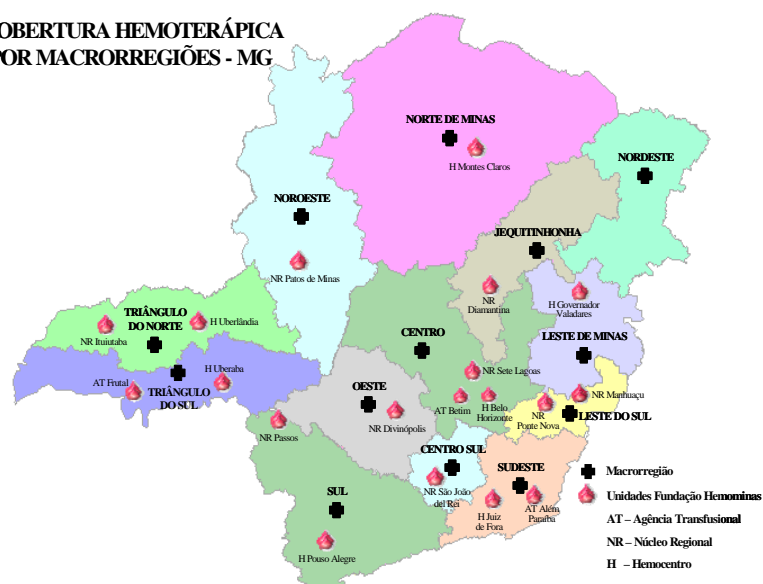 OBERTURA HEMOTERÁPICA
POR MACRORREGIÕES - MG
NORTE DE MINAS
H Montes Claros
NORDESTE
NOROESTE
NR Patos de Minas
JEQUITINHONHA
NR
Diamantina
H Governador
Valadares
TRIÂNGULO
DO NORTE
H Uberlândia
NR Ituiutaba
CENTRO
LESTE DE MINAS
H Uberaba
AT Frutal
TRIÂNGULO
DO SUL
OESTE
NR Divinópolis
NR Sete Lagoas
AT Betim
H Belo
Horizonte
NR Manhuaçu
NR
Ponte Nova
LESTE DO SUL
NR Passos
CENTRO SUL
NR São João
del Rei
SUDESTE
H Juiz
de Fora
AT Além
Paraíba
SUL
H Pouso Alegre
Macrorregião
Unidades Fundação Hemominas
AT – Agência Transfusional
NR – Núcleo Regional
H – Hemocentro